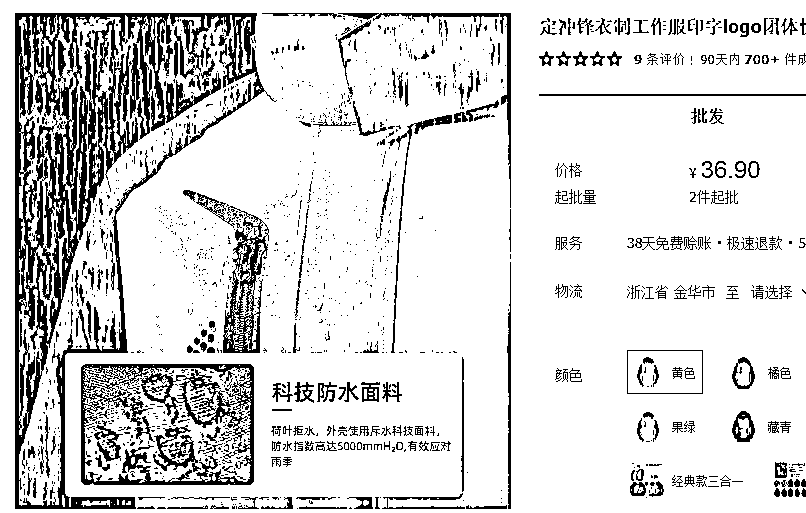 定冲锋衣制工作服印字logo团体
9 条评价 90天内 700+ 件
批发
价格 ¥36.90
起批量 2件起批
服务 38天免费赊账·极速退款·
物流 浙江省 金华市 至 请选择
颜色 黄色 橘色
果绿 藏青
经典款三合一
科技防水面料
荷叶拒水，外壳使用斥水科技面料，
防水指数高达5000mmH₂O,有效应对
雨季